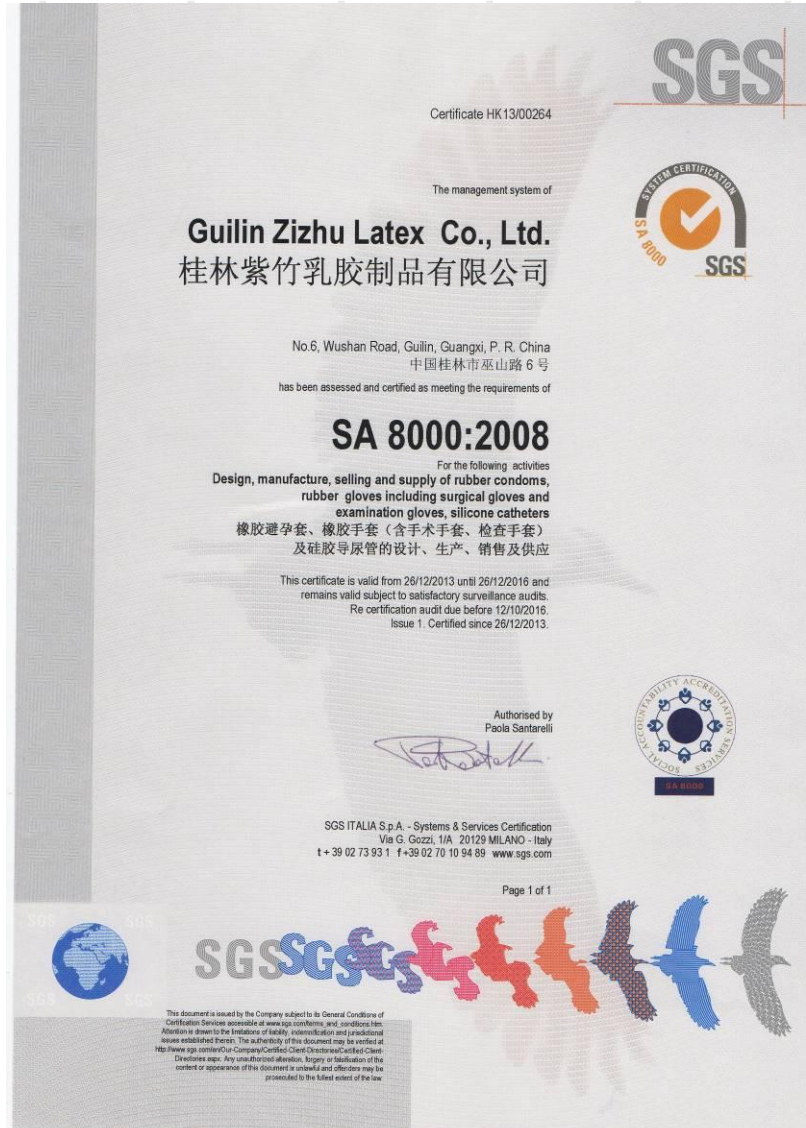 SGS
Certificate HK13/00264
The management system of
SYSTEM CERTIFICATION
SA 8000
SGS
Guilin Zizhu Latex Co., Ltd.
桂林紫竹乳胶制品有限公司
No.6, Wushan Road, Guilin, Guangxi, P. R. China
中国桂林市巫山路 6 号
has been assessed and certified as meeting the requirements of
SA 8000:2008
For the following activities
Design, manufacture, selling and supply of rubber condoms,
rubber gloves including surgical gloves and
examination gloves, silicone catheters
橡胶避孕套、橡胶手套（含手术手套、检查手套）
及硅胶导尿管的设计、生产、销售及供应
This certificate is valid from 26/12/2013 until 26/12/2016 and
remains valid subject to satisfactory surveillance audits.
Re certification audit due before 12/10/2016.
Issue 1. Certified since 26/12/2013.
Authorised by
Paola Santarelli
SOCIAL ACCOUNTABILITY ACCREDITATION SERVICES
SA 8000
SGS ITALIA S.p.A. - Systems & Services Certification
Via G. Gozzi, 1/A 20129 MILANO - Italy
t + 39 02 73 93 1 f +39 02 70 10 94 89 www.sgs.com
Page 1 of 1
SGS SGS
SGS SGS
SGSSGSSGS
This document is issued by the Company subject to its General Conditions of
Certification Services accessible at www.sgs.com/terms_and_conditions.htm.
Attention is drawn to the limitations of liability, indemnification and jurisdictional
issues established therein. The authenticity of this document may be verified at
http://www.sgs.com/en/Our-Company/Certified-Client-Directories/Certified-Client-
Directories.aspx. Any unauthorized alteration, forgery or falsification of the
content or appearance of this document is unlawful and offenders may be
prosecuted to the fullest extent of the law.